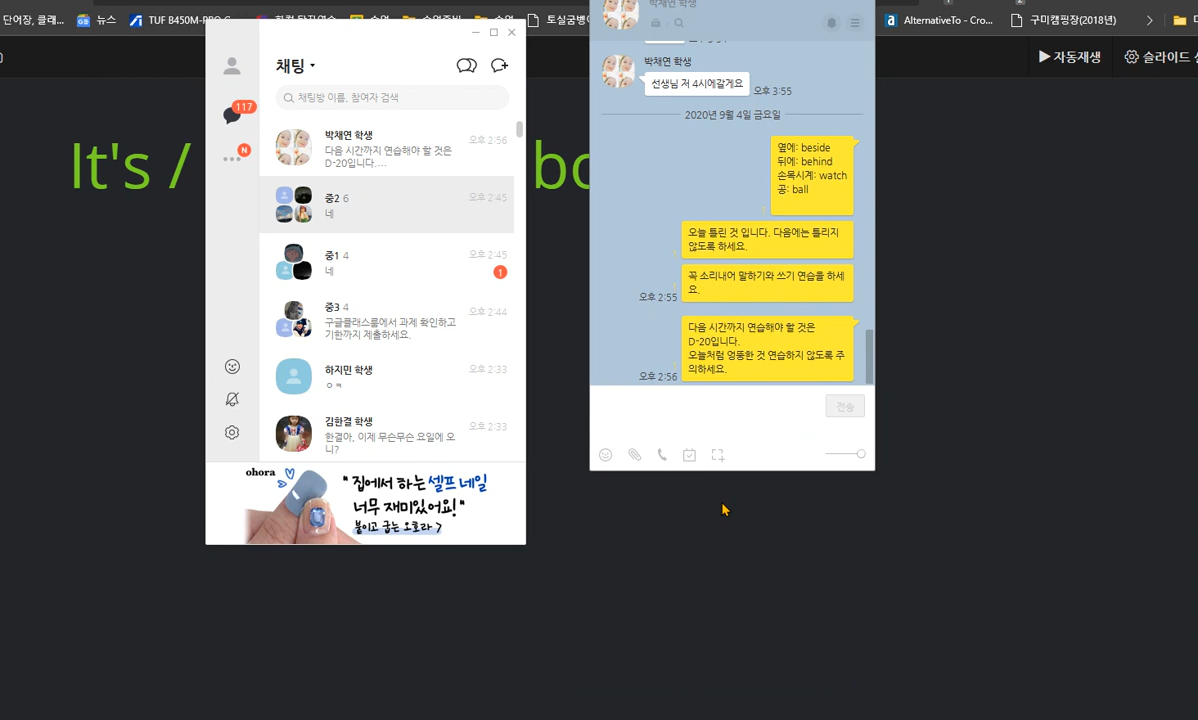 단어장, 클래...
뉴스
TUF B450M-PRO G...
토실굼벵이
AlternativeTo - Cro...
구미캠핑장(2018년)
자동재생
슬라이드
It's /
bo
채팅
채팅방 이름, 참여자 검색
117
N
박채연 학생
오후 2:56
다음 시간까지 연습해야 할 것은
D-20입니다....
중2 6
오후 2:45
네
중1 4
오후 2:45
네
1
중3 4
오후 2:44
구글클래스룸에서 과제 확인하고
기한까지 제출하세요.
하지민 학생
오후 2:33
ㅇㅋ
김한결 학생
오후 2:33
한결아, 이제 무슨무슨 요일에 오
니?
ohora
"집에서 하는 셀프 네일
너무 재미있어요!"
붙이고 굽는 오호라 >
박채연 학생
박채연 학생
선생님 저 4시에갈게요
오후 3:55
2020년 9월 4일 금요일
옆에: beside
뒤에: behind
손목시계: watch
공: ball
오늘 틀린 것 입니다. 다음에는 틀리지
않도록 하세요.
꼭 소리내어 말하기와 쓰기 연습을 하세
요.
오후 2:55
다음 시간까지 연습해야 할 것은
D-20입니다.
오늘처럼 엉뚱한 것 연습하지 않도록 주
의하세요.
오후 2:56
전송